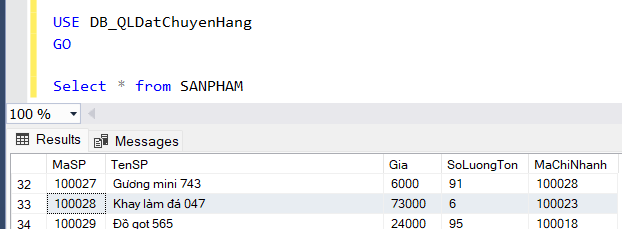 USE DB_QLDatChuyenHang
GO
Select * from SANPHAM
100 %
Results Messages
MaSP TenSP Gia SoLuongTon MaChiNhanh
32 100027 Gương mini 743 6000 91 100028
33 100028 Khay làm đá 047 73000 6 100023
34 100029 Đồ gọt 565 24000 95 100018